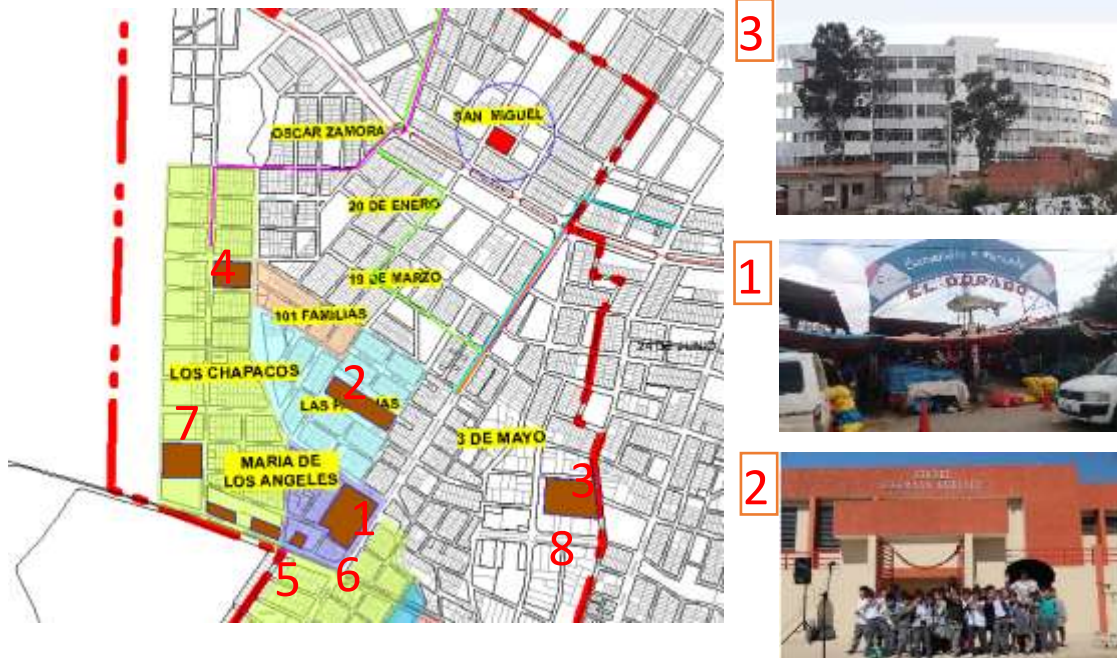 SAN MIGUEL
OSCAR ZAMORA
20 DE ENERO
19 DE MARZO
4
101 FAMILIAS
LOS CHAPACOS
2
LAS
7
3 DE MAYO
MARIA DE
LOS ANGELES
3
1
8
5
6
3
1
EL DORADO
2